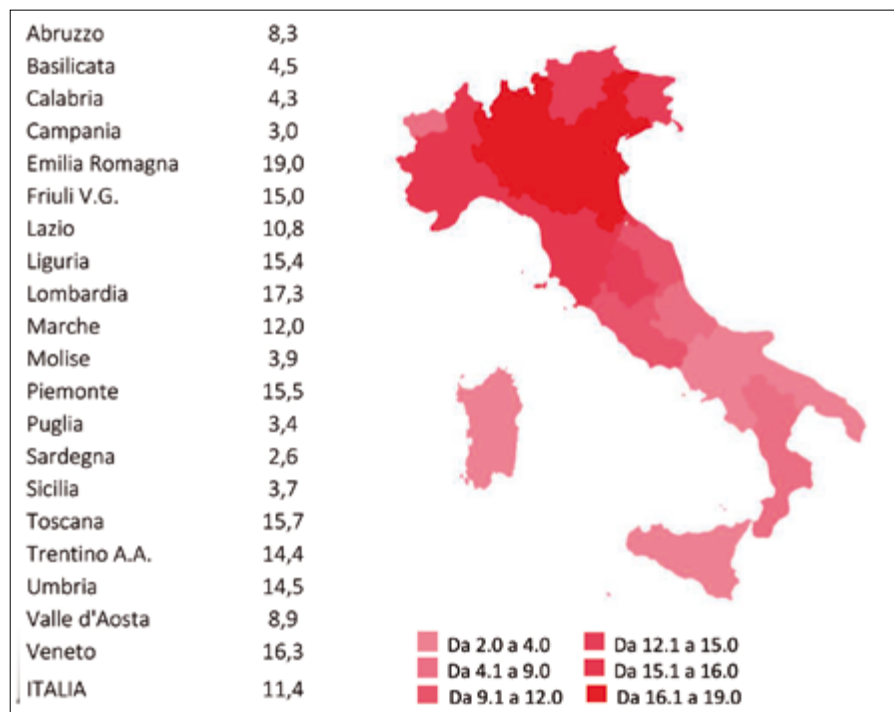 Abruzzo 8,3
Basilicata 4,5
Calabria 4,3
Campania 3,0
Emilia Romagna 19,0
Friuli V.G. 15,0
Lazio 10,8
Liguria 15,4
Lombardia 17,3
Marche 12,0
Molise 3,9
Piemonte 15,5
Puglia 3,4
Sardegna 2,6
Sicilia 3,7
Toscana 15,7
Trentino A.A. 14,4
Umbria 14,5
Valle d'Aosta 8,9
Veneto 16,3
ITALIA 11,4
Da 2.0 a 4.0 Da 12.1 a 15.0
Da 4.1 a 9.0 Da 15.1 a 16.0
Da 9.1 a 12.0 Da 16.1 a 19.0